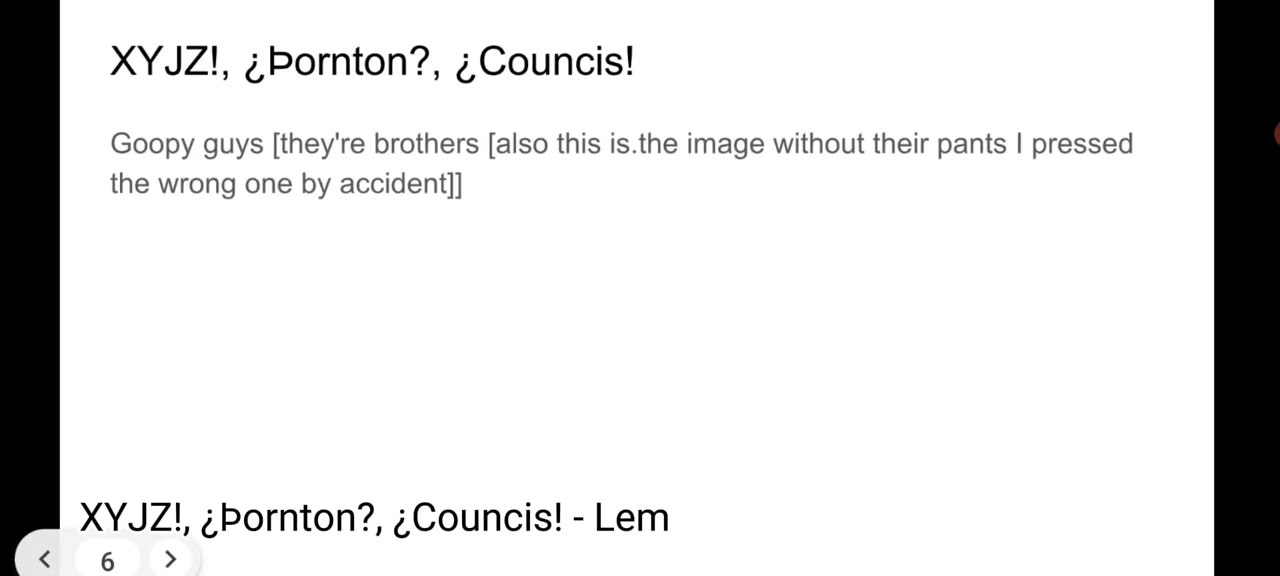 XYJZ!, ¿Þornton?, ¿Councis!
Goopy guys [they're brothers [also this is.the image without their pants I pressed
the wrong one by accident]]
XYJZ!, ¿Þornton?, ¿Councis! - Lem
< 6 >